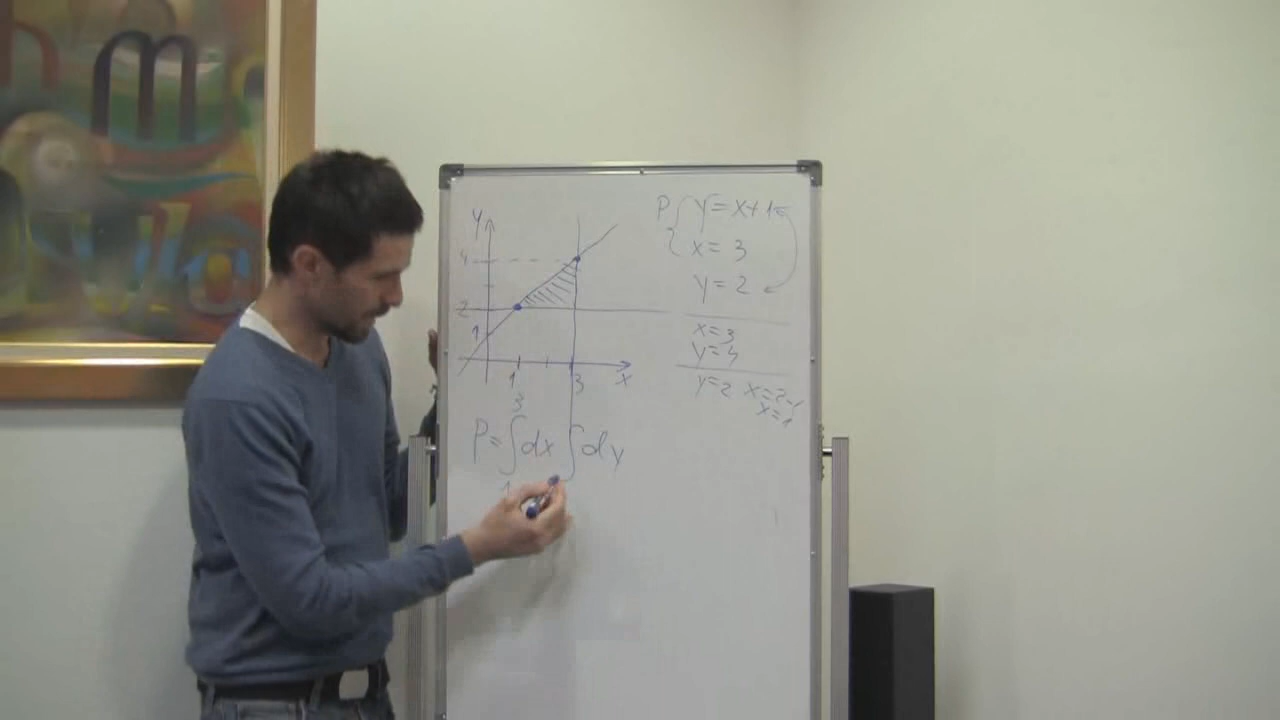 y
4
2
1
1
3
x
P { y = x+1
x = 3
y = 2
x = 3
y = 4
y = 2 x = 2-1
x = 1
3
P = ∫ dx ∫ dy
1